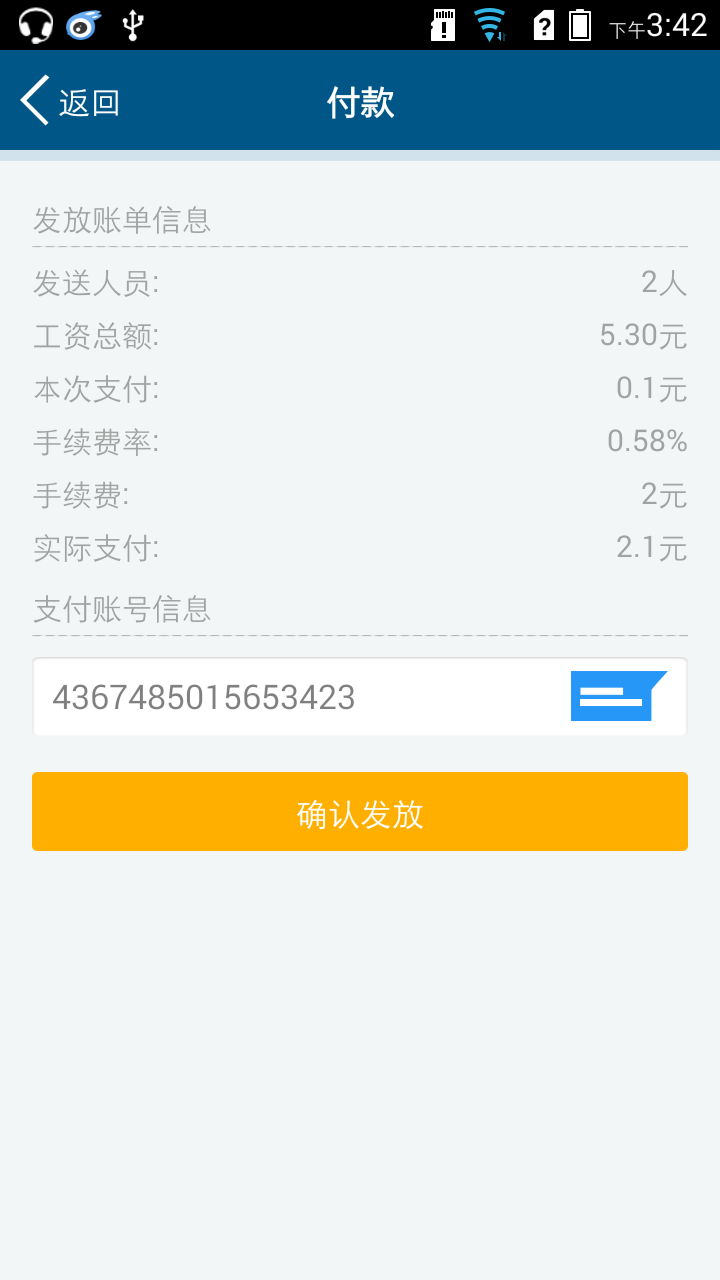 下午3:42
返回
付款
发放账单信息
发送人员: 2人
工资总额: 5.30元
本次支付: 0.1元
手续费率: 0.58%
手续费: 2元
实际支付: 2.1元
支付账号信息
4367485015653423
确认发放